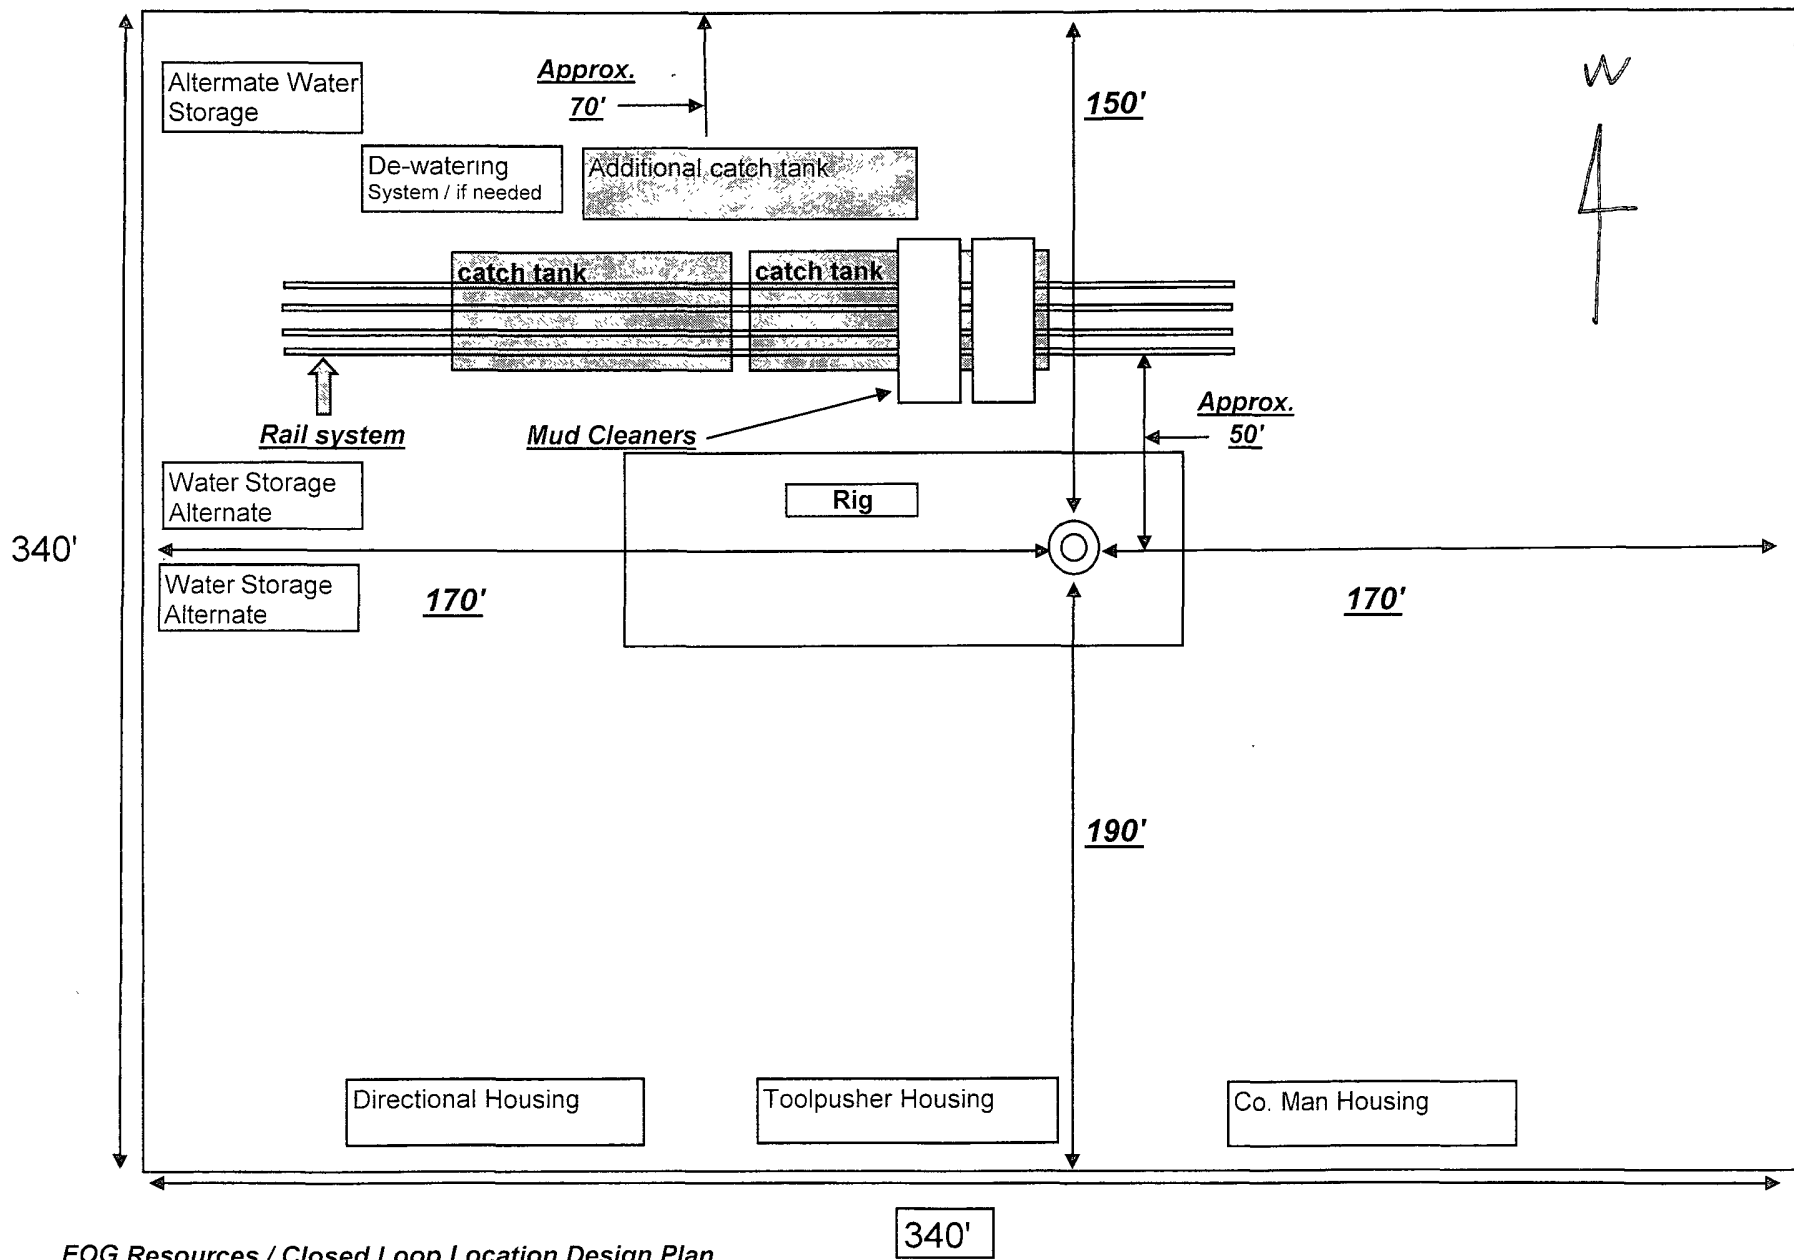 Altermate Water
Storage
Approx.
70'
150'
W
De-watering
System / if needed
Additional catch tank
catch tank
catch tank
Rail system
Mud Cleaners
Approx.
50'
Water Storage
Alternate
Rig
340'
Water Storage
Alternate
170'
170'
190'
Directional Housing
Toolpusher Housing
Co. Man Housing
340'
EOG Resources / Closed Loop Location Design Plan